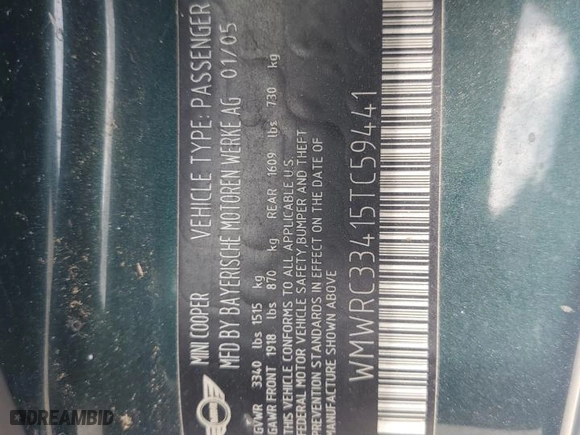 MINI COOPER VEHICLE TYPE: PASSENGER
MFD BY BAYERISCHE MOTOREN WERKE AG 01/05
GVWR 3340 lbs 1515 kg
GAWR FRONT 1918 lbs 870 kg REAR 1609 lbs 730 kg
THIS VEHICLE CONFORMS TO ALL APPLICABLE U.S.
FEDERAL MOTOR VEHICLE SAFETY,BUMPER AND THEFT
PREVENTION STANDARDS IN EFFECT ON THE DATE OF
MANUFACTURE SHOWN ABOVE
WMWRC33415TC59441
DREAMBID